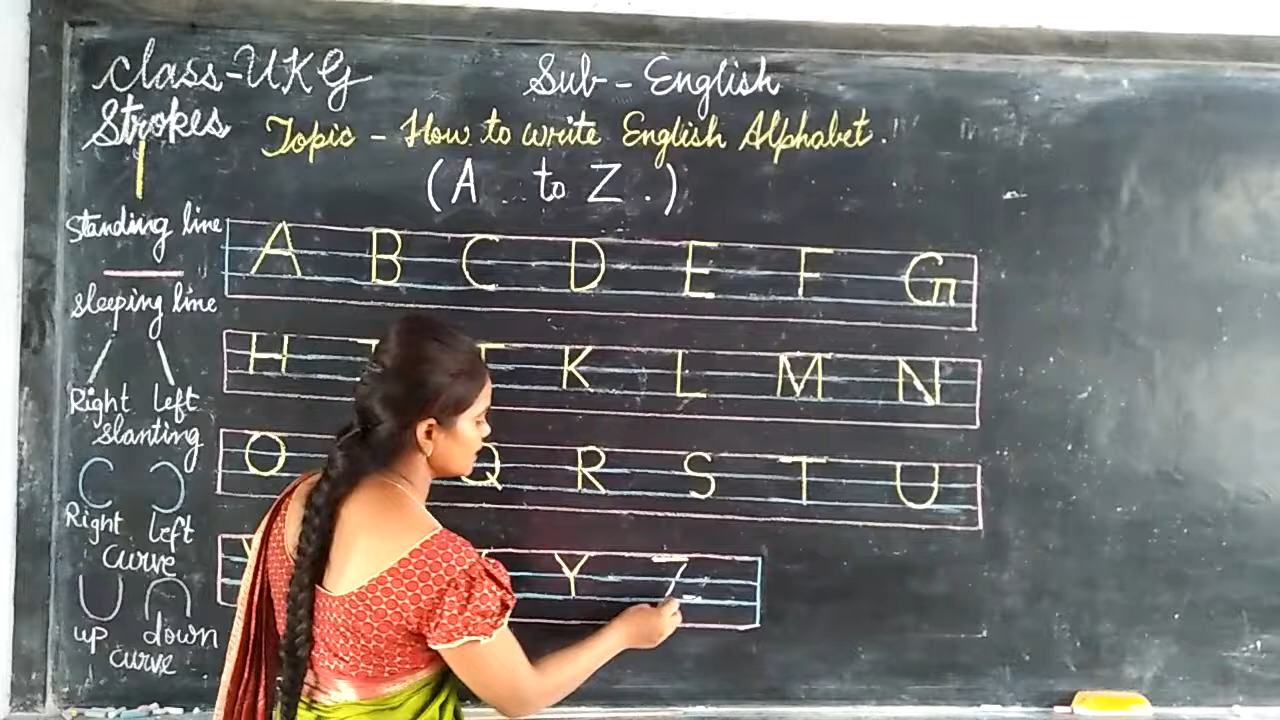 Class-UKG Sub - English
Strokes Topic - How to write English Alphabet.
(A .. to Z .)
Standing line
sleeping line
Right Left
slanting
Right Left
curve
up down
curve
A B C D E F G
H K L M N
O Q R S T U
Y Z